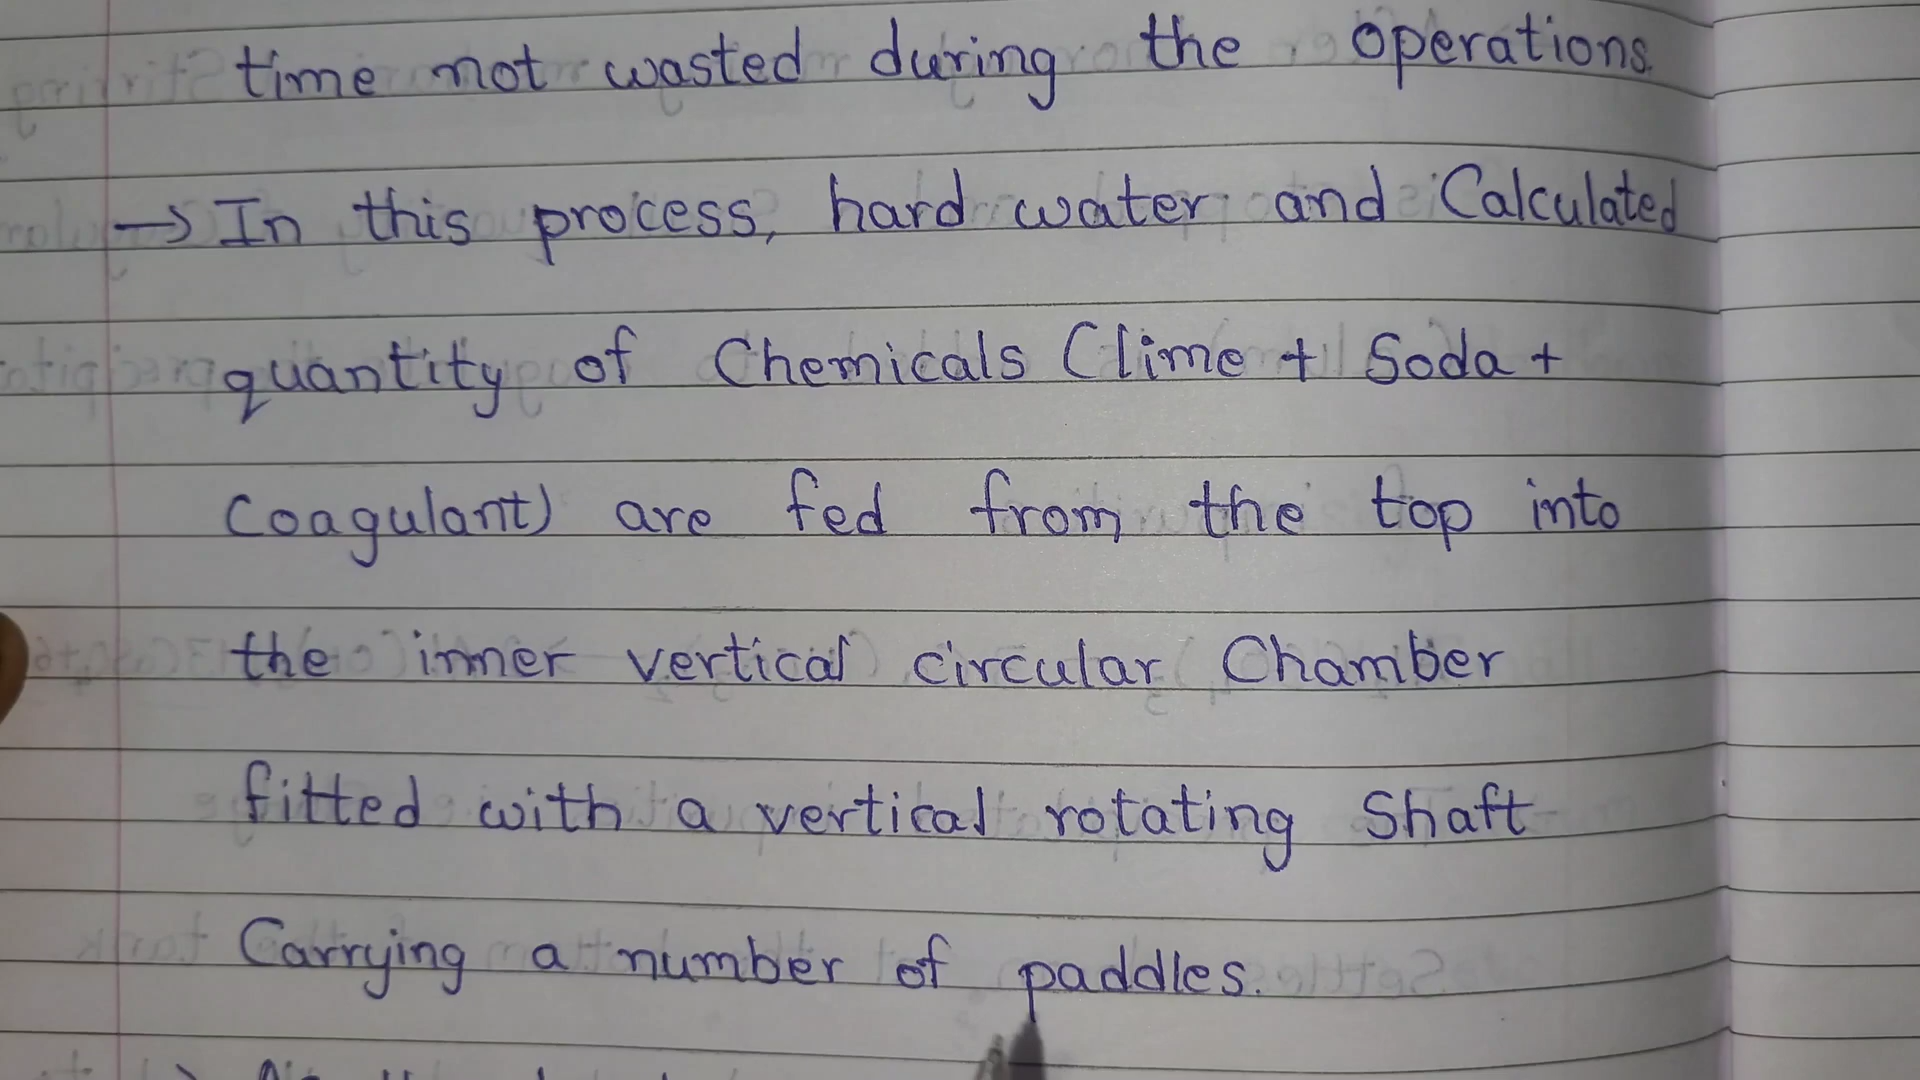 time not wasted during the operations.
→ In this process, hard water and Calculated
quantity of Chemicals (lime + Soda +
Coagulant) are fed from the top into
the inner vertical circular Chamber
fitted with a vertical rotating Shaft
Carrying a number of paddles.